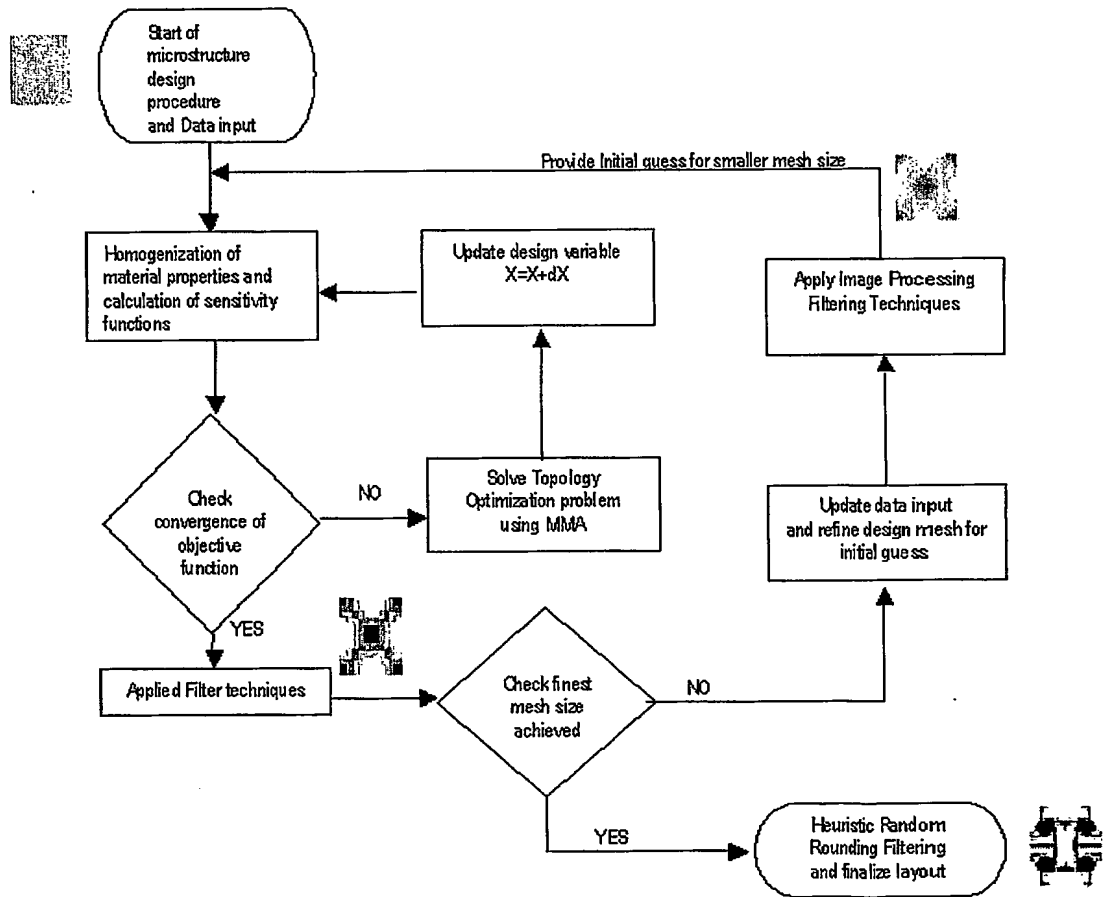 Start of
microstructure
design
procedure
and Data input
Provide Initial guess for smaller mesh size
Homogenization of
material properties and
calculation of sensitivity
functions
Update design variable
X=X+dX
Apply Image Processing
Filtering Techniques
Check
convergence of
objective
function
NO
Solve Topology
Optimization problem
using MMA
Update data input
and refine design mesh for
initial guess
YES
Applied Filter techniques
Check finest
mesh size
achieved
NO
YES
Heuristic Random
Rounding Filtering
and finalize layout